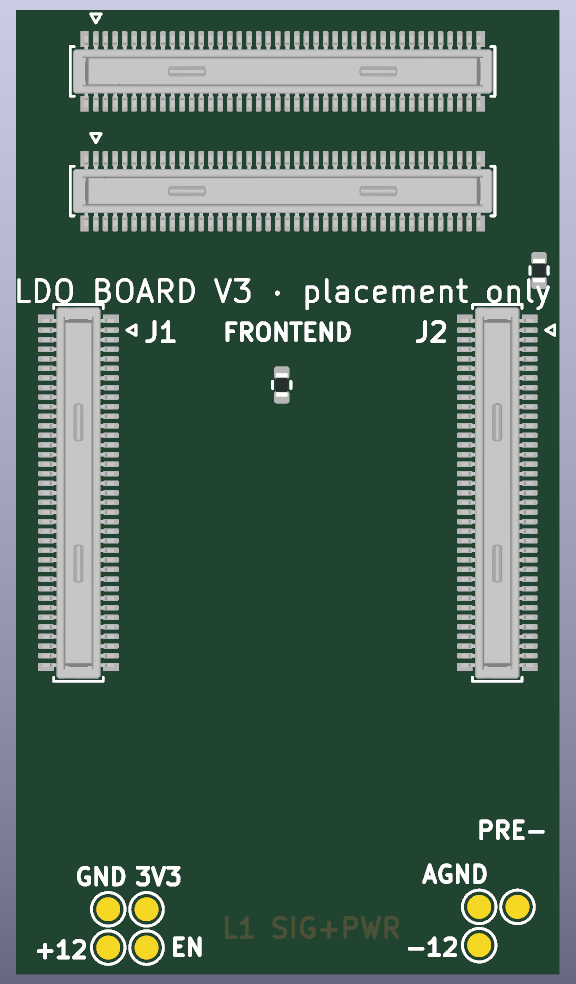 LDO BOARD V3 · placement only
J1 FRONTEND J2
PRE-
GND 3V3 AGND
L1 SIG+PWR
+12 EN -12